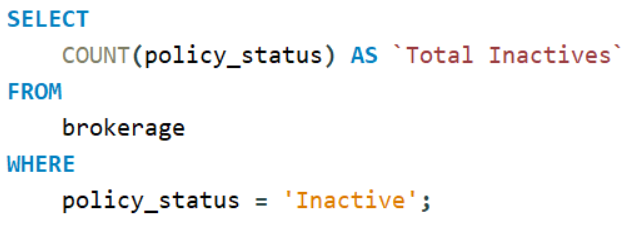 SELECT
    COUNT(policy_status) AS `Total Inactives`
FROM
    brokerage
WHERE
    policy_status = 'Inactive';